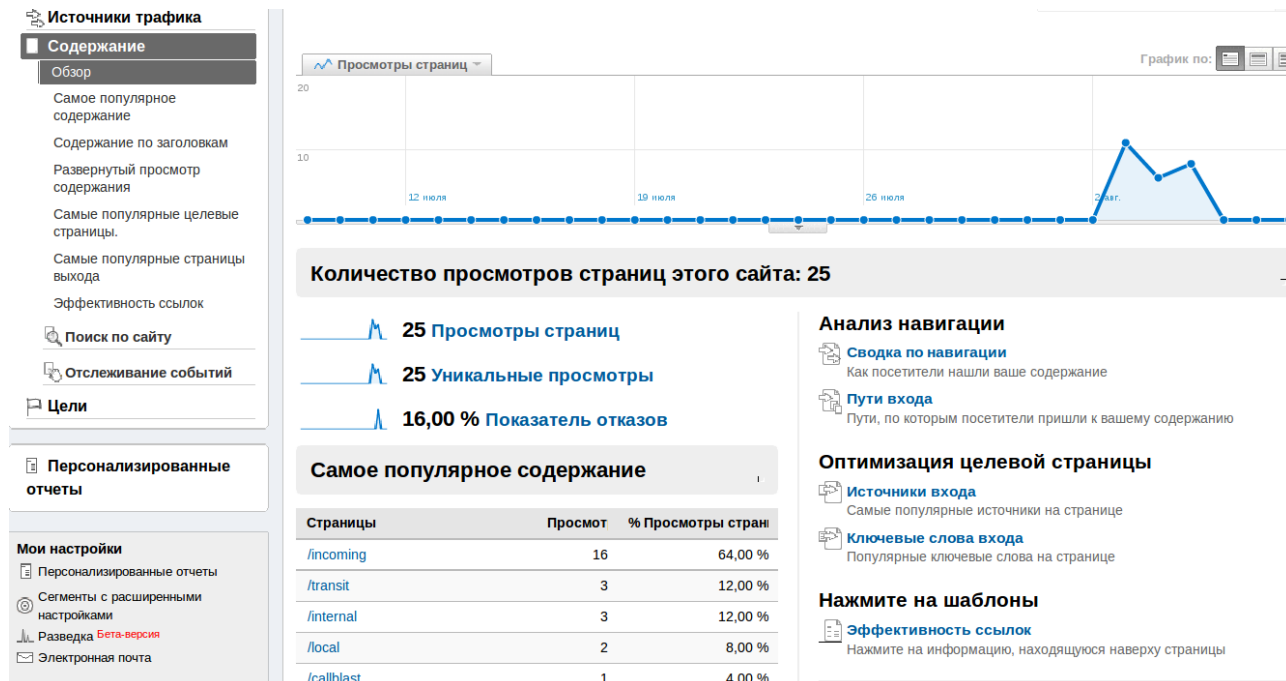 Источники трафика
Содержание
Обзор
Самое популярное
содержание
Содержание по заголовкам
Развернутый просмотр
содержания
Самые популярные целевые
страницы.
Самые популярные страницы
выхода
Эффективность ссылок
Поиск по сайту
Отслеживание событий
Цели
Персонализированные
отчеты
Мои настройки
Персонализированные отчеты
Сегменты с расширенными
настройками
Разведка Бета-версия
Электронная почта
Просмотры страниц
График по:
20
10
12 июля
19 июля
26 июля
2 авг.
Количество просмотров страниц этого сайта: 25
25 Просмотры страниц
25 Уникальные просмотры
16,00 % Показатель отказов
Самое популярное содержание
Страницы Просмот % Просмотры стран
/incoming 16 64,00 %
/transit 3 12,00 %
/internal 3 12,00 %
/local 2 8,00 %
/callblast 1 4,00 %
Анализ навигации
Сводка по навигации
Как посетители нашли ваше содержание
Пути входа
Пути, по которым посетители пришли к вашему содержанию
Оптимизация целевой страницы
Источники входа
Самые популярные источники на странице
Ключевые слова входа
Популярные ключевые слова на странице
Нажмите на шаблоны
Эффективность ссылок
Нажмите на информацию, находящуюся наверху страницы